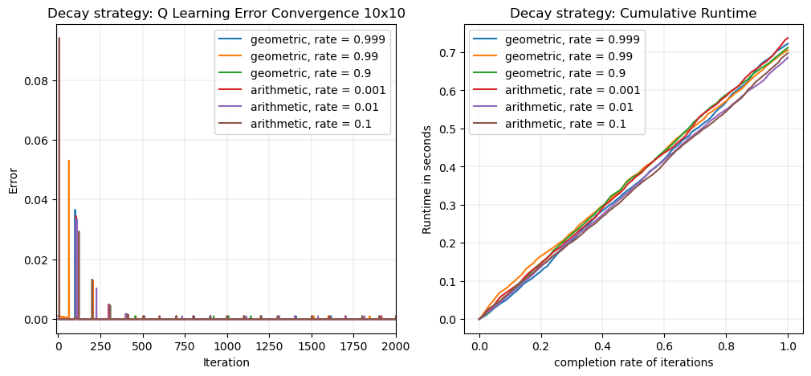 Decay strategy: Q Learning Error Convergence 10x10
geometric, rate = 0.999
geometric, rate = 0.99
geometric, rate = 0.9
arithmetic, rate = 0.001
arithmetic, rate = 0.01
arithmetic, rate = 0.1
0.08
0.06
0.04
0.02
0.00
Error
0
250
500
750
1000
1250
1500
1750
2000
Iteration
Decay strategy: Cumulative Runtime
geometric, rate = 0.999
geometric, rate = 0.99
geometric, rate = 0.9
arithmetic, rate = 0.001
arithmetic, rate = 0.01
arithmetic, rate = 0.1
0.7
0.6
0.5
0.4
0.3
0.2
0.1
0.0
Runtime in seconds
0.0
0.2
0.4
0.6
0.8
1.0
completion rate of iterations